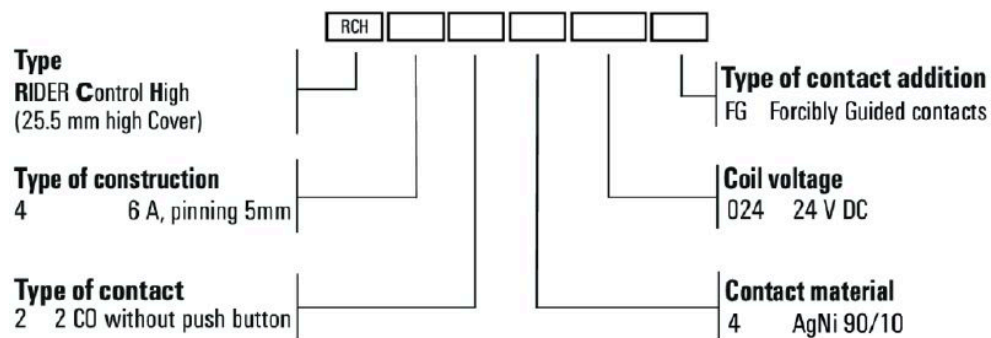 RCH
Type
RIDER Control High
(25.5 mm high Cover)
Type of contact addition
FG Forcibly Guided contacts
Type of construction
4 6 A, pinning 5mm
Coil voltage
024 24 V DC
Type of contact
2 2 CO without push button
Contact material
4 AgNi 90/10